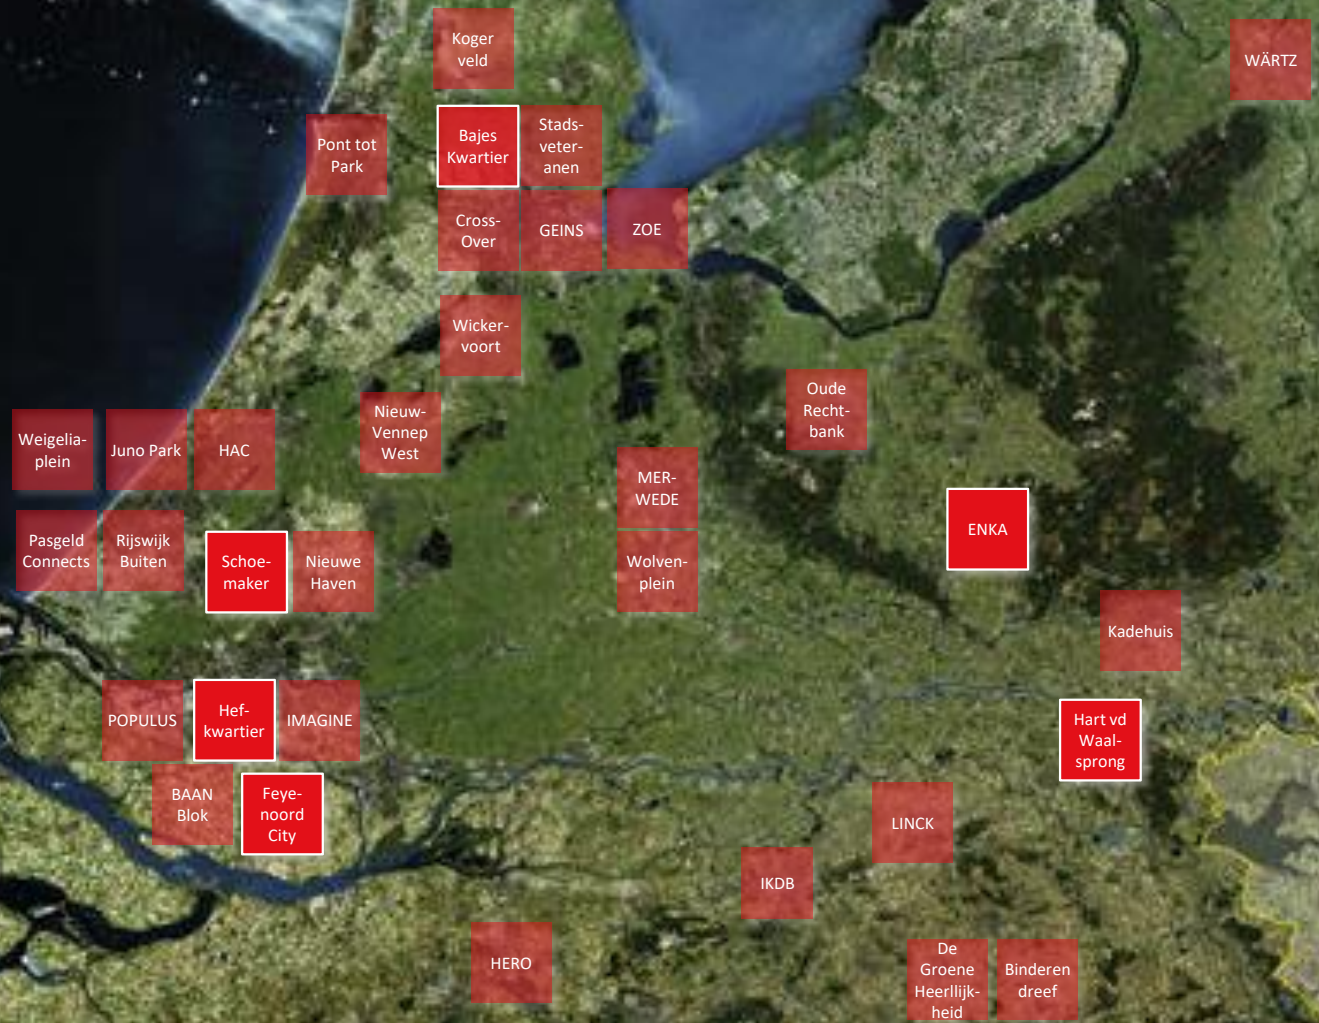 Koger
veld
WÄRTZ
Pont tot
Park
Bajes
Kwartier
Stads-
veter-
anen
Cross-
Over
GEINS
ZOE
Wicker-
voort
Nieuw-
Vennep
West
Oude
Recht-
bank
Weigelia-
plein
Juno Park
HAC
MER-
WEDE
ENKA
Pasgeld
Connects
Rijswijk
Buiten
Schoe-
maker
Nieuwe
Haven
Wolven-
plein
Kadehuis
POPULUS
Hef-
kwartier
IMAGINE
Hart vd
Waal-
sprong
BAAN
Blok
Feye-
noord
City
LINCK
IKDB
HERO
De
Groene
Heerllijk-
heid
Binderen
dreef